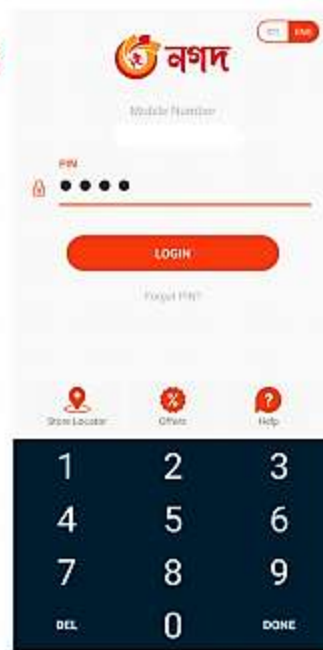 নগদ
Mobile Number
PIN
LOGIN
Forgot PIN?
Store Locator Offers Help
1 2 3
4 5 6
7 8 9
DEL 0 DONE